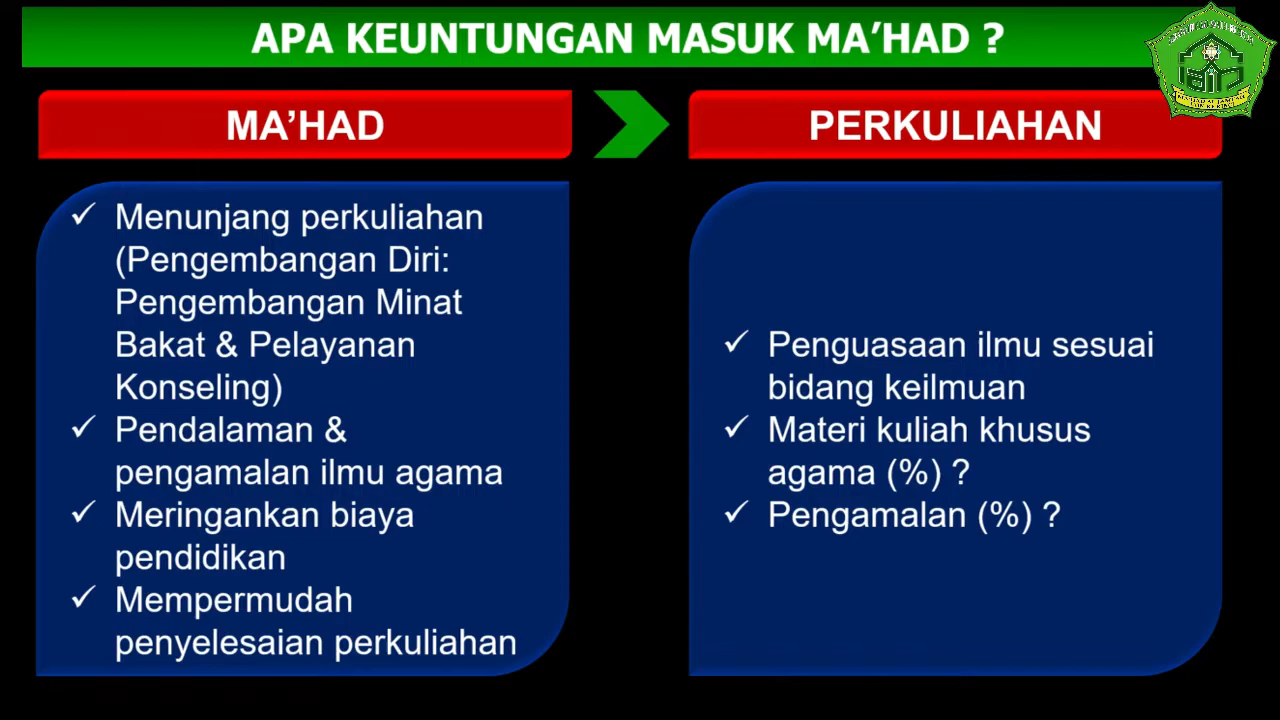 APA KEUNTUNGAN MASUK MA’HAD ?
MA’HAD
✓ Menunjang perkuliahan
(Pengembangan Diri:
Pengembangan Minat
Bakat & Pelayanan
Konseling)
✓ Pendalaman &
pengamalan ilmu agama
✓ Meringankan biaya
pendidikan
✓ Mempermudah
penyelesaian perkuliahan
PERKULIAHAN
✓ Penguasaan ilmu sesuai
bidang keilmuan
✓ Materi kuliah khusus
agama (%) ?
✓ Pengamalan (%) ?